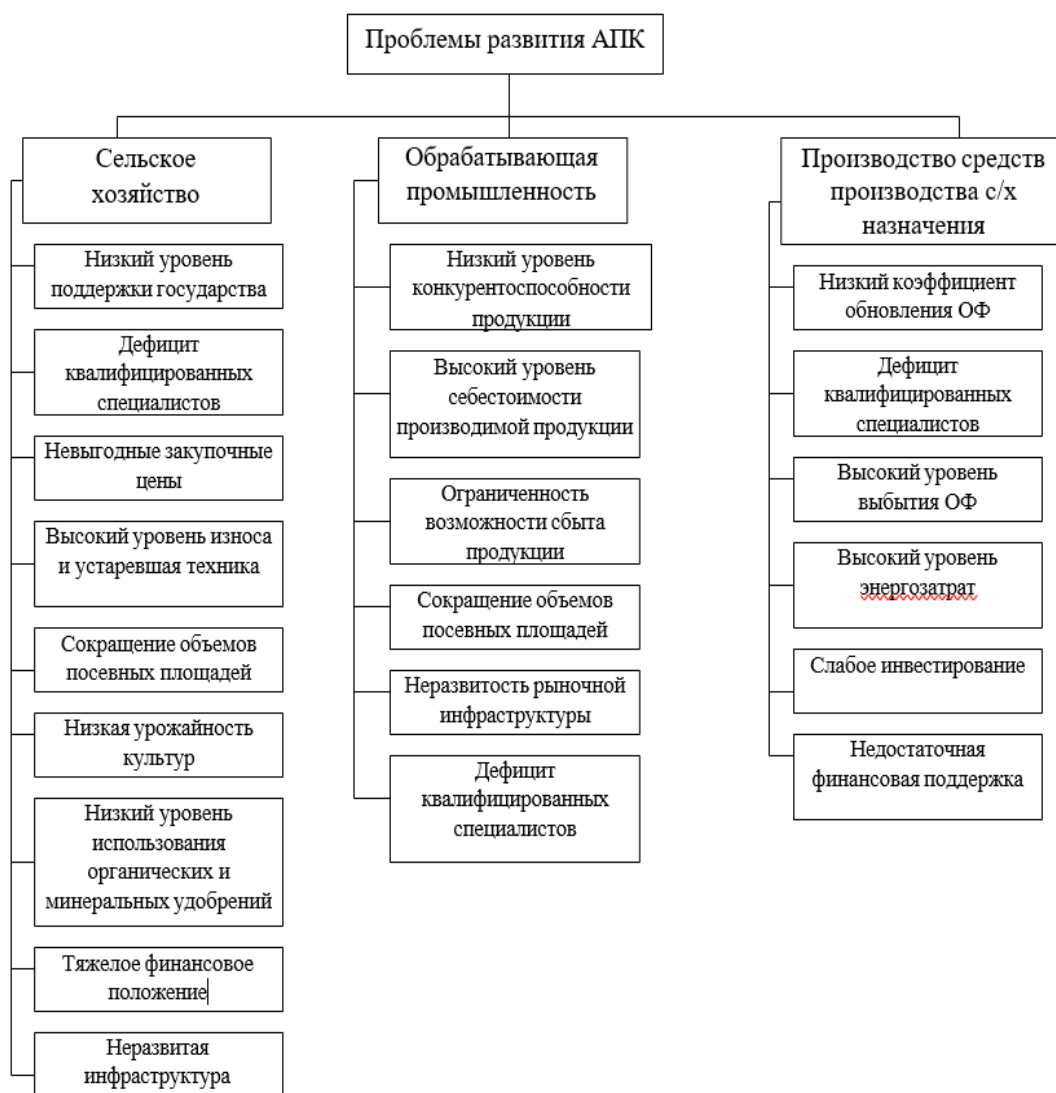 Проблемы развития АПК
Сельское
хозяйство
Низкий уровень
поддержки государства
Дефицит
квалифицированных
специалистов
Невыгодные закупочные
цены
Высокий уровень износа
и устаревшая техника
Сокращение объемов
посевных площадей
Низкая урожайность
культур
Низкий уровень
использования
органических и
минеральных удобрений
Тяжелое финансовое
положение
Неразвитая
инфраструктура
Обрабатывающая
промышленность
Низкий уровень
конкурентоспособности
продукции
Высокий уровень
себестоимости
производимой продукции
Ограниченность
возможности сбыта
продукции
Сокращение объемов
посевных площадей
Неразвитость рыночной
инфраструктуры
Дефицит
квалифицированных
специалистов
Производство средств
производства с/х
назначения
Низкий коэффициент
обновления ОФ
Дефицит
квалифицированных
специалистов
Высокий уровень
выбытия ОФ
Высокий уровень
энергозатрат
Слабое инвестирование
Недостаточная
финансовая поддержка